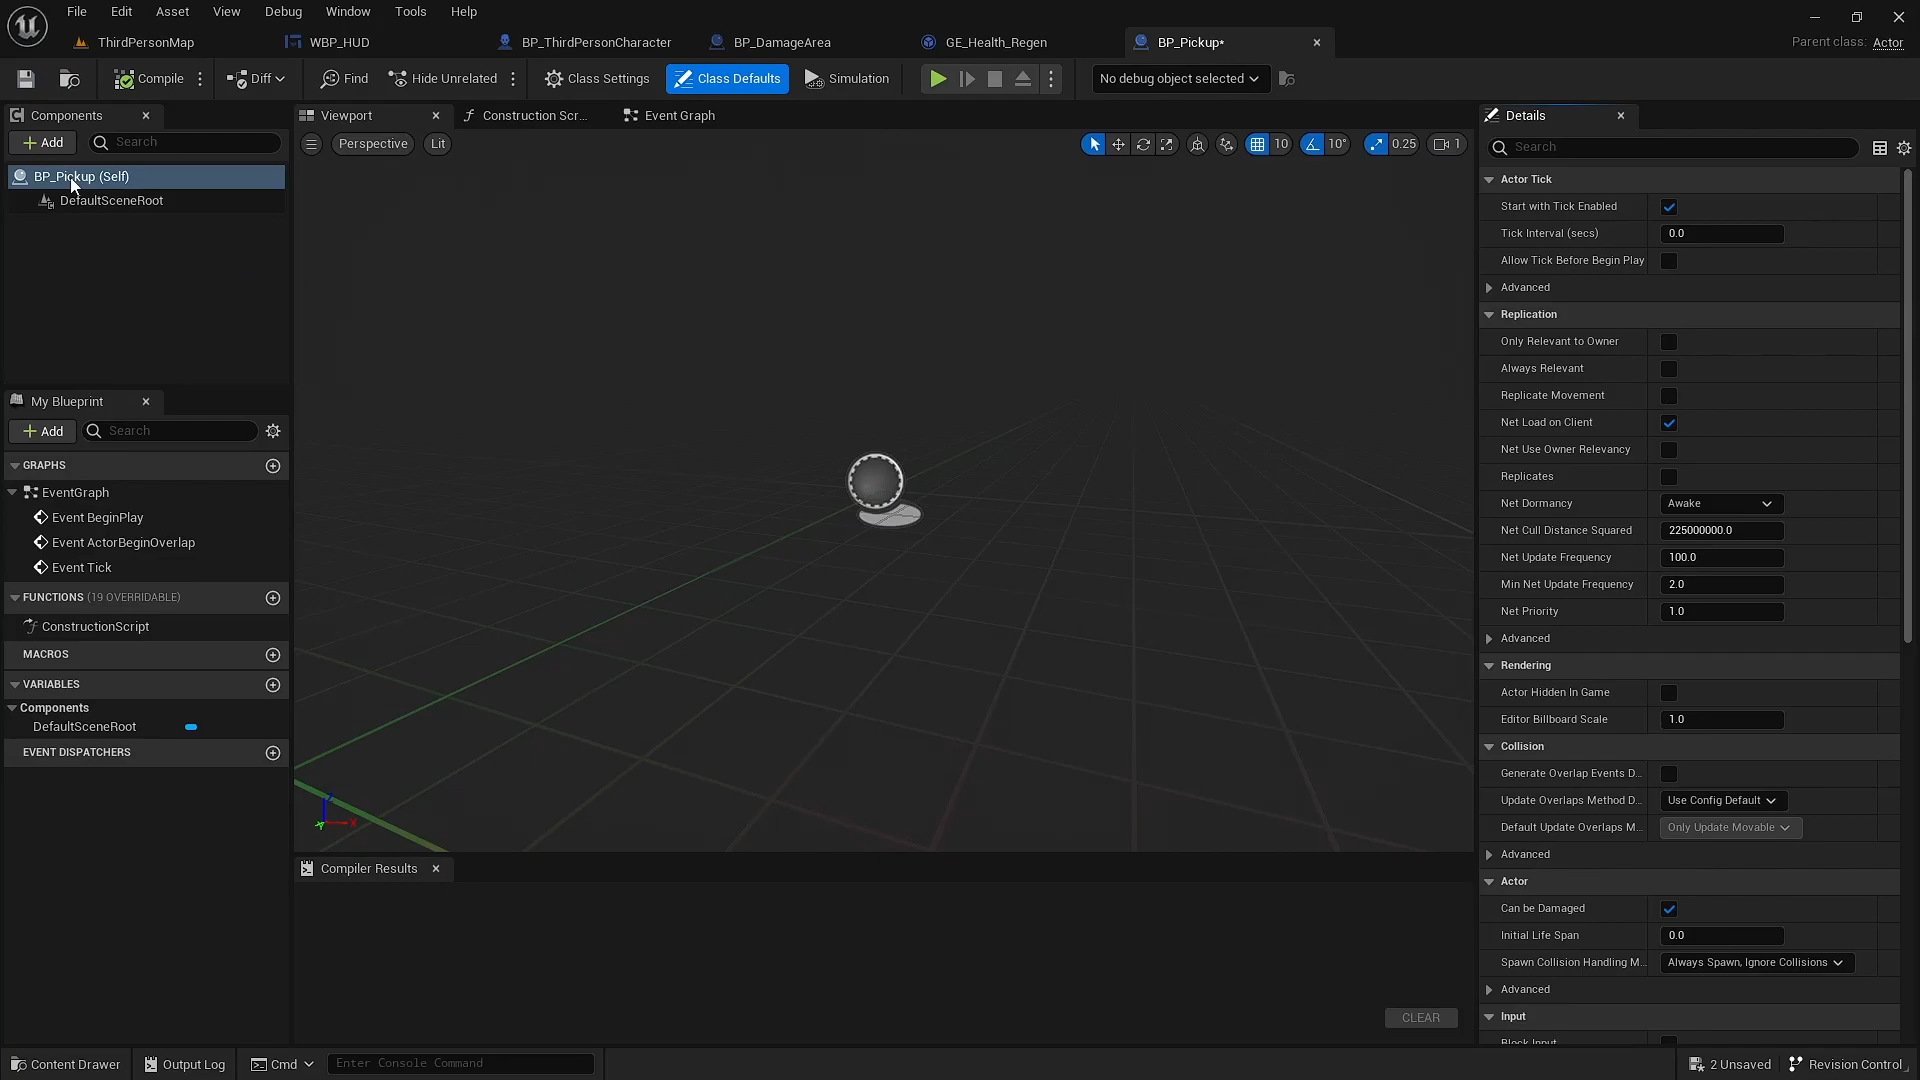 File Edit Asset View Debug Window Tools Help
ThirdPersonMap WBP_HUD BP_ThirdPersonCharacter BP_DamageArea GE_Health_Regen BP_Pickup* Parent class: Actor
Compile Diff Find Hide Unrelated Class Settings Class Defaults Simulation No debug object selected
Components
Add Search
BP_Pickup (Self)
DefaultSceneRoot
My Blueprint
Add Search
GRAPHS
EventGraph
Event BeginPlay
Event ActorBeginOverlap
Event Tick
FUNCTIONS (19 OVERRIDABLE)
ConstructionScript
MACROS
VARIABLES
Components
DefaultSceneRoot
EVENT DISPATCHERS
Viewport Construction Scr... Event Graph
Perspective Lit 10 10° 0.25 1
Z
Y X
Compiler Results
CLEAR
Details
Search
Actor Tick
Start with Tick Enabled
Tick Interval (secs) 0.0
Allow Tick Before Begin Play
Advanced
Replication
Only Relevant to Owner
Always Relevant
Replicate Movement
Net Load on Client
Net Use Owner Relevancy
Replicates
Net Dormancy Awake
Net Cull Distance Squared 225000000.0
Net Update Frequency 100.0
Min Net Update Frequency 2.0
Net Priority 1.0
Advanced
Rendering
Actor Hidden In Game
Editor Billboard Scale 1.0
Collision
Generate Overlap Events D...
Update Overlaps Method D... Use Config Default
Default Update Overlaps M... Only Update Movable
Advanced
Actor
Can be Damaged
Initial Life Span 0.0
Spawn Collision Handling M... Always Spawn, Ignore Collisions
Advanced
Input
Block Input
Content Drawer Output Log Cmd Enter Console Command 2 Unsaved Revision Control